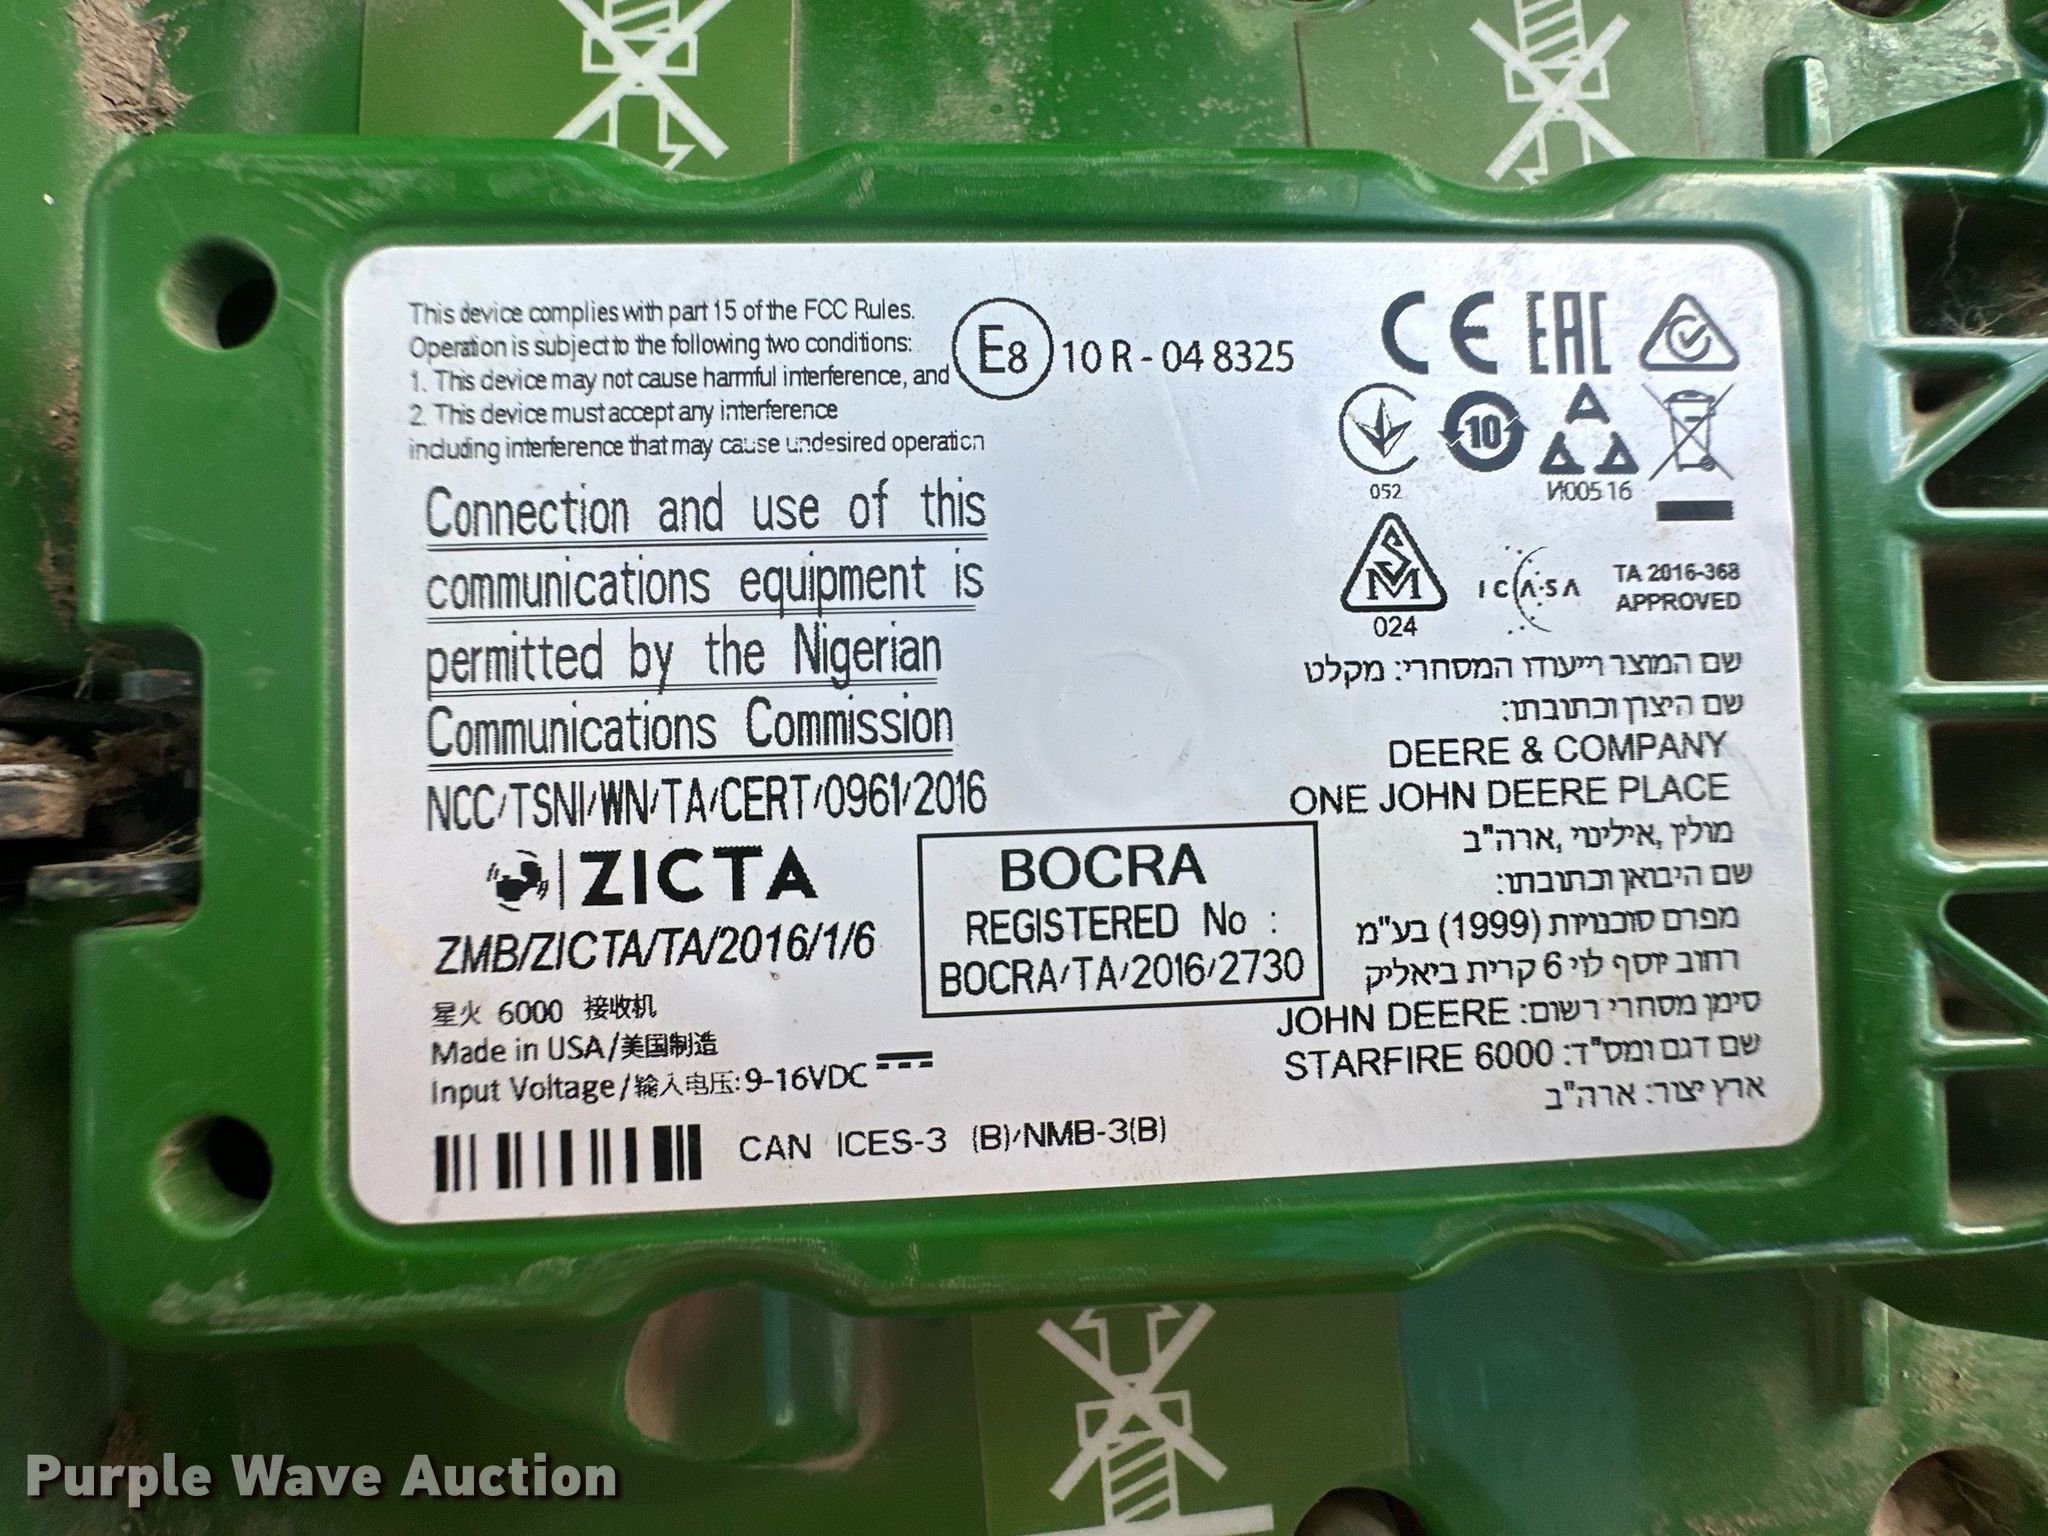 This device complies with part 15 of the FCC Rules.
Operation is subject to the following two conditions:
1. This device may not cause harmful interference, and
2. This device must accept any interference
including interference that may cause undesired operation
E8 10 R - 04 8325
CE EAC
10
052
И005 16
Connection and use of this
communications equipment is
permitted by the Nigerian
Communications Commission
NCC/TSNI/WN/TA/CERT/0961/2016
SM
024
ICASA
TA 2016-368
APPROVED
ZICTA
ZMB/ZICTA/TA/2016/1/6
BOCRA
REGISTERED No :
BOCRA/TA/2016/2730
星火 6000 接收机
Made in USA/美国制造
Input Voltage/输入电压: 9-16VDC
CAN ICES-3 (B)/NMB-3(B)
שם המוצר וייעודו המסחרי: מקלט
שם היצרן וכתובתו:
DEERE & COMPANY
ONE JOHN DEERE PLACE
מולין, אילינוי, ארה"ב
שם היבואן וכתובתו:
מפרם סוכנויות (1999) בע"מ
רחוב יוסף לוי 6 קרית ביאליק
סימן מסחרי רשום: JOHN DEERE
שם דגם ומס"ד: STARFIRE 6000
ארץ יצור: ארה"ב
Purple Wave Auction